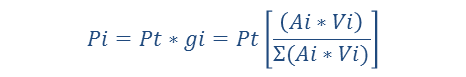 Pi = Pt * gi = Pt [ (Ai * Vi) / Σ(Ai * Vi) ]